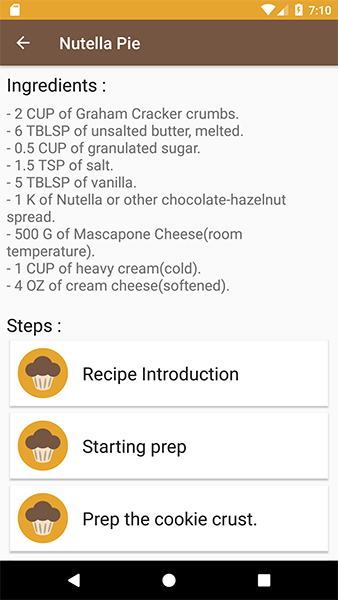 7:10
Nutella Pie
Ingredients :
- 2 CUP of Graham Cracker crumbs.
- 6 TBLSP of unsalted butter, melted.
- 0.5 CUP of granulated sugar.
- 1.5 TSP of salt.
- 5 TBLSP of vanilla.
- 1 K of Nutella or other chocolate-hazelnut
spread.
- 500 G of Mascapone Cheese(room
temperature).
- 1 CUP of heavy cream(cold).
- 4 OZ of cream cheese(softened).
Steps :
Recipe Introduction
Starting prep
Prep the cookie crust.